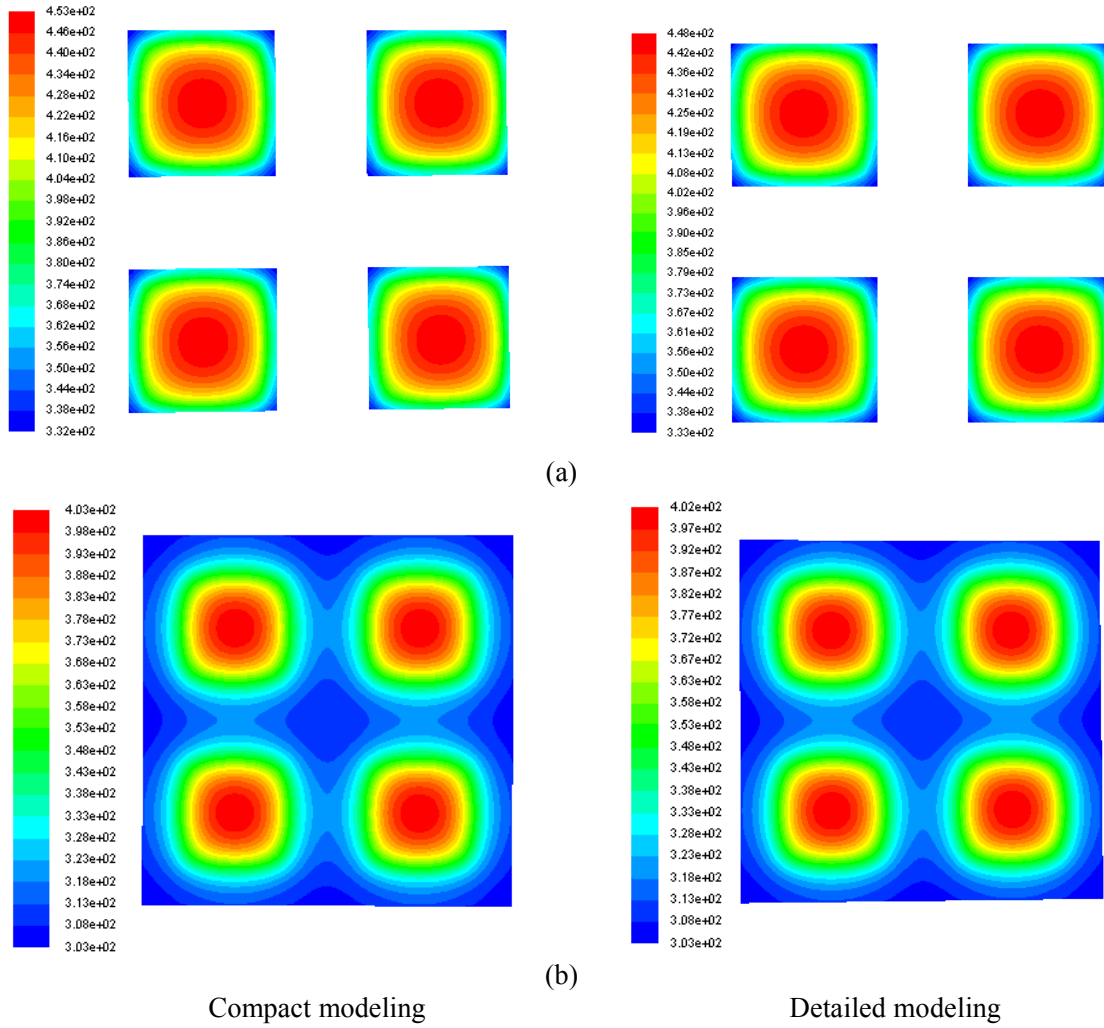 4.53e+02
4.46e+02
4.40e+02
4.34e+02
4.28e+02
4.22e+02
4.16e+02
4.10e+02
4.04e+02
3.98e+02
3.92e+02
3.86e+02
3.80e+02
3.74e+02
3.68e+02
3.62e+02
3.56e+02
3.50e+02
3.44e+02
3.38e+02
3.32e+02
4.48e+02
4.42e+02
4.36e+02
4.31e+02
4.25e+02
4.19e+02
4.13e+02
4.08e+02
4.02e+02
3.96e+02
3.90e+02
3.85e+02
3.79e+02
3.73e+02
3.67e+02
3.61e+02
3.56e+02
3.50e+02
3.44e+02
3.38e+02
3.33e+02
(a)
4.03e+02
3.98e+02
3.93e+02
3.88e+02
3.83e+02
3.78e+02
3.73e+02
3.68e+02
3.63e+02
3.58e+02
3.53e+02
3.48e+02
3.43e+02
3.38e+02
3.33e+02
3.28e+02
3.23e+02
3.18e+02
3.13e+02
3.08e+02
3.03e+02
4.02e+02
3.97e+02
3.92e+02
3.87e+02
3.82e+02
3.77e+02
3.72e+02
3.67e+02
3.62e+02
3.57e+02
3.52e+02
3.48e+02
3.43e+02
3.38e+02
3.33e+02
3.28e+02
3.23e+02
3.18e+02
3.13e+02
3.08e+02
3.03e+02
(b)
Compact modeling
Detailed modeling